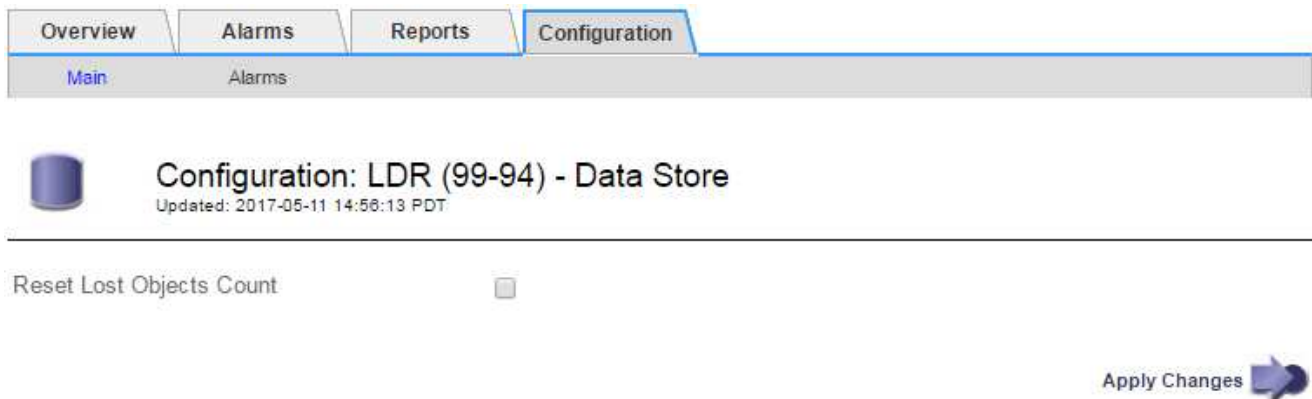 Overview Alarms Reports Configuration
Main Alarms
Configuration: LDR (99-94) - Data Store
Updated: 2017-05-11 14:56:13 PDT
Reset Lost Objects Count
Apply Changes